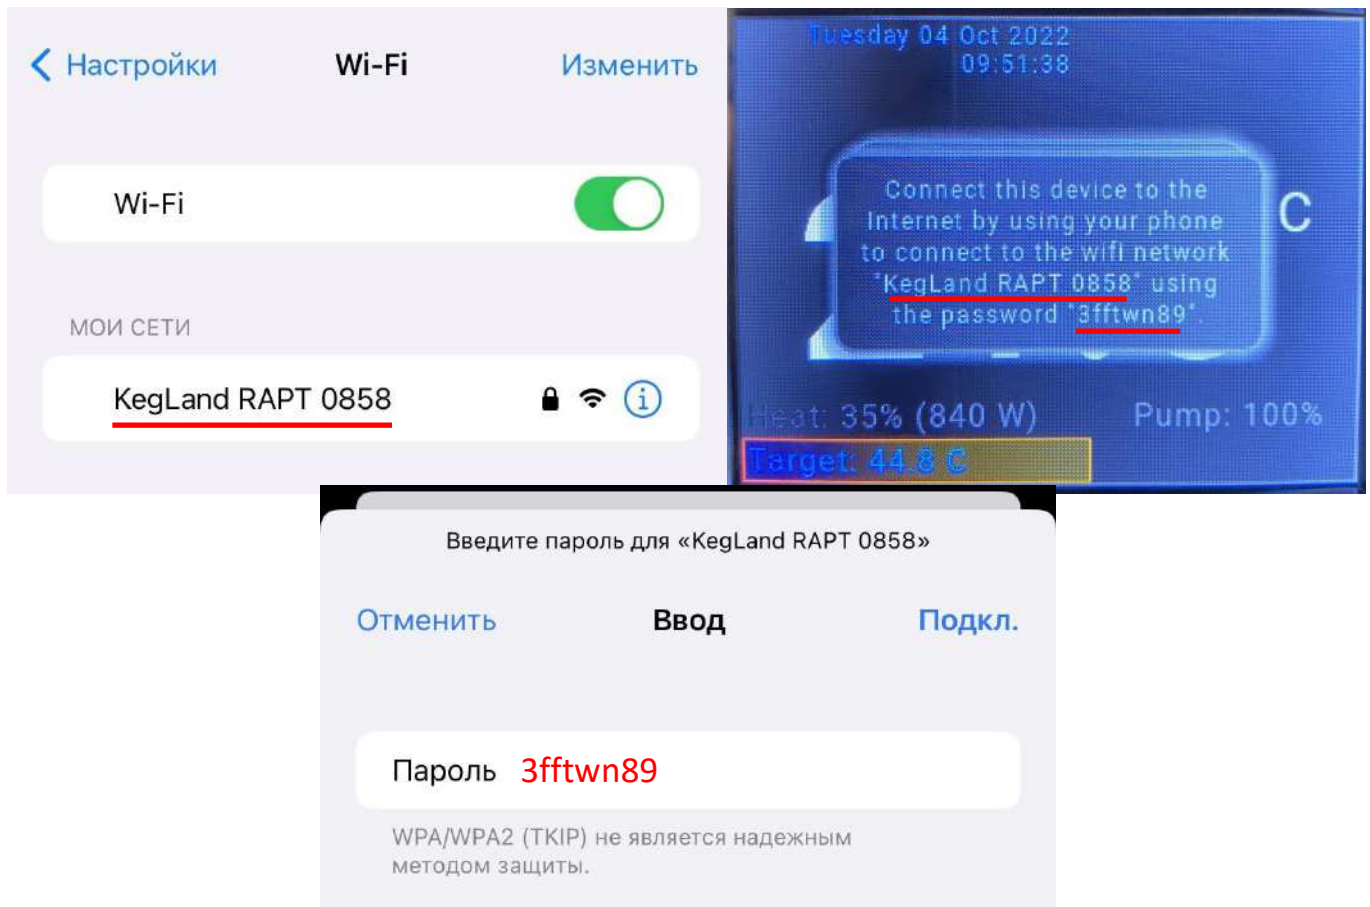 Настройки Wi-Fi Изменить
Wi-Fi
МОИ СЕТИ
KegLand RAPT 0858
Tuesday 04 Oct 2022
09:51:38
Connect this device to the
Internet by using your phone
to connect to the wifi network
"KegLand RAPT 0858" using
the password "3fftwn89".
C
Heat: 35% (840 W) Pump: 100%
Target: 44.8 C
Введите пароль для «KegLand RAPT 0858»
Отменить Ввод Подкл.
Пароль 3fftwn89
WPA/WPA2 (TKIP) не является надежным
методом защиты.